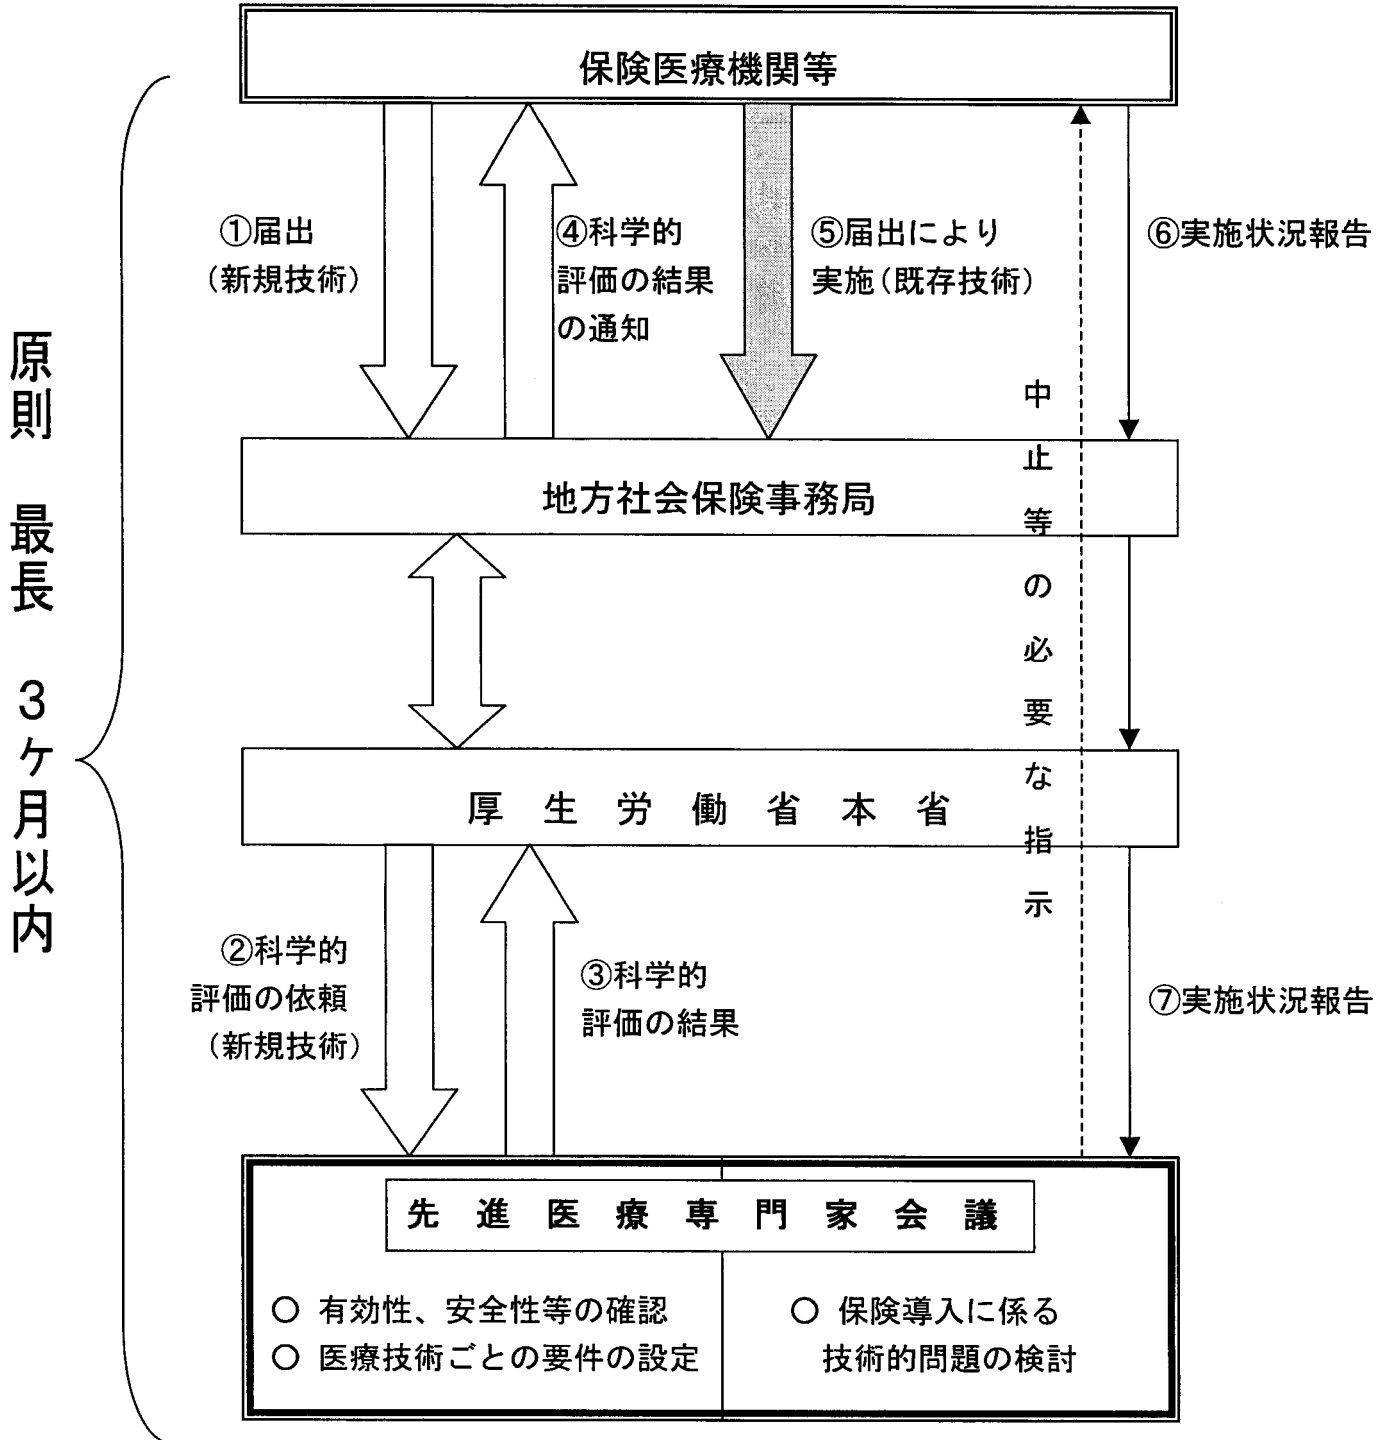 保険医療機関等
①届出
（新規技術）
④科学的
評価の結果
の通知
⑤届出により
実施（既存技術）
⑥実施状況報告
原則 最長 3ヶ月以内
中止等の必要な指示
地方社会保険事務局
厚生労働省本省
②科学的
評価の依頼
（新規技術）
③科学的
評価の結果
⑦実施状況報告
先進医療専門家会議
○ 有効性、安全性等の確認
○ 医療技術ごとの要件の設定
○ 保険導入に係る
技術的問題の検討